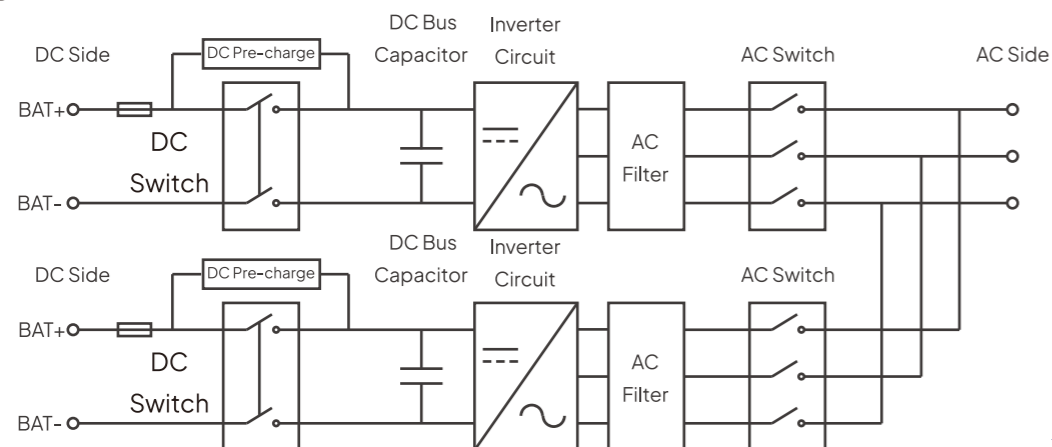 DC Bus
Inverter
DC Side
DC Pre-charge
Capacitor
Circuit
AC Switch
AC Side
BAT+
DC
Switch
AC
Filter
BAT-
DC Bus
Inverter
DC Side
DC Pre-charge
Capacitor
Circuit
AC Switch
BAT+
DC
Switch
AC
Filter
BAT-